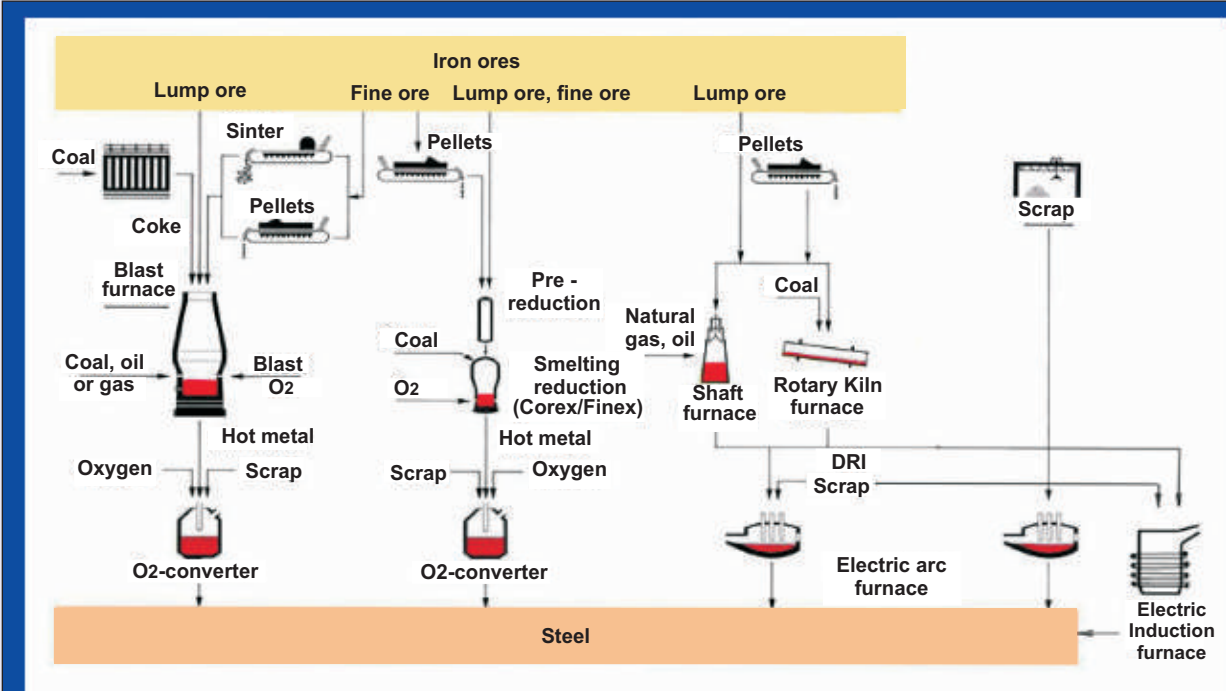 Iron ores
Lump ore
Fine ore
Lump ore, fine ore
Lump ore
Sinter
Pellets
Pellets
Coal
Scrap
Pellets
Coke
Blast
furnace
Pre -
reduction
Coal
Natural
gas, oil
Coal
Coal, oil
or gas
Blast
O2
O2
Smelting
reduction
(Corex/Finex)
Shaft
furnace
Rotary Kiln
furnace
Hot metal
Hot metal
Oxygen
Scrap
Scrap
Oxygen
DRI
Scrap
O2-converter
O2-converter
Electric arc
furnace
Electric
Induction
furnace
Steel